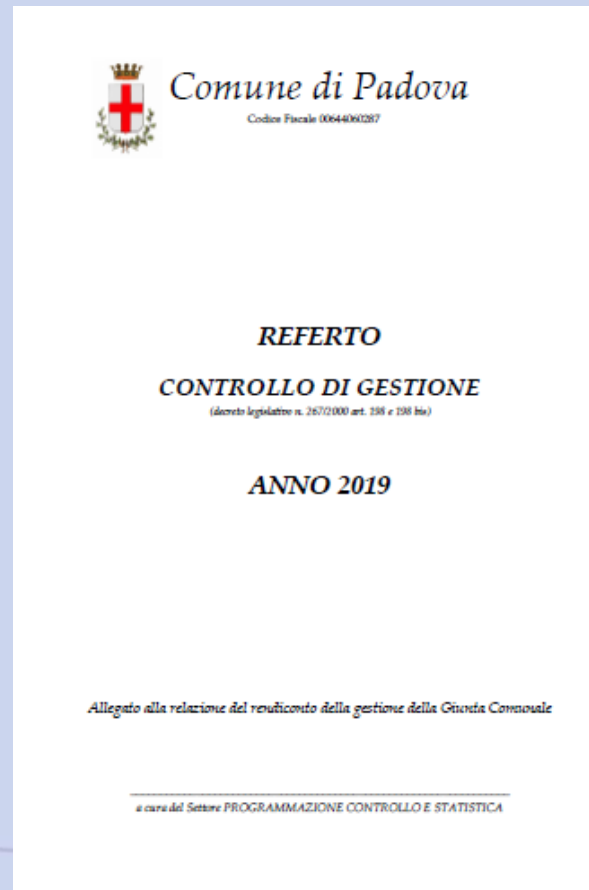 Comune di Padova
Codice Fiscale 00644060287
REFERTO
CONTROLLO DI GESTIONE
(decreto legislativo n. 267/2000 art. 198 e 198 bis)
ANNO 2019
Allegato alla relazione del rendiconto della gestione della Giunta Comunale
a cura del Settore PROGRAMMAZIONE CONTROLLO E STATISTICA